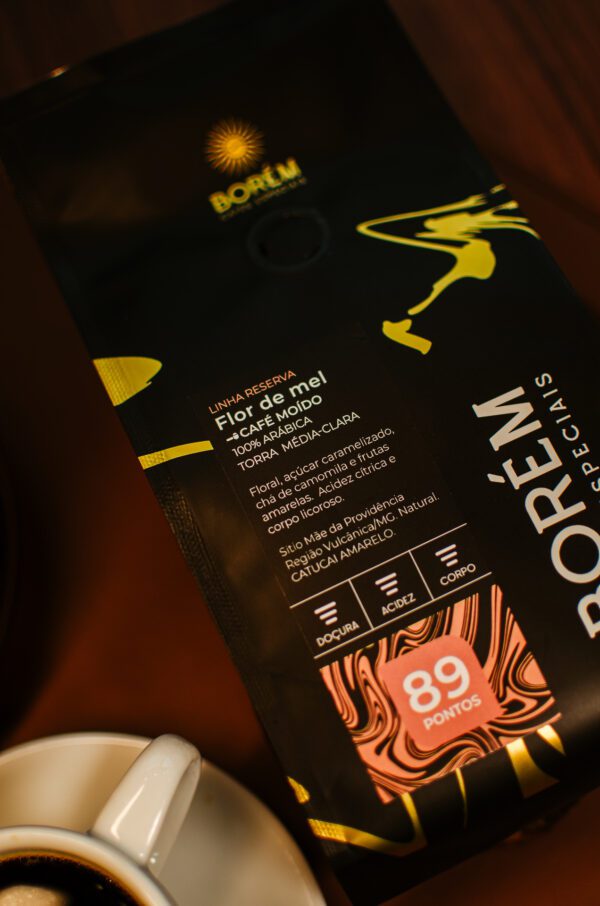 BORÉM
LINHA RESERVA
Flor de mel
CAFÉ MOÍDO
100% ARÁBICA
TORRA MÉDIA-CLARA
Floral, açúcar caramelizado,
chá de camomila e frutas
amarelas. Acidez cítrica e
corpo licoroso.
Sítio Mãe da Providência
Região Vulcânica/MG. Natural.
CATUCAI AMARELO.
DOÇURA
ACIDEZ
CORPO
89
PONTOS
BORÉM
SPECIAIS